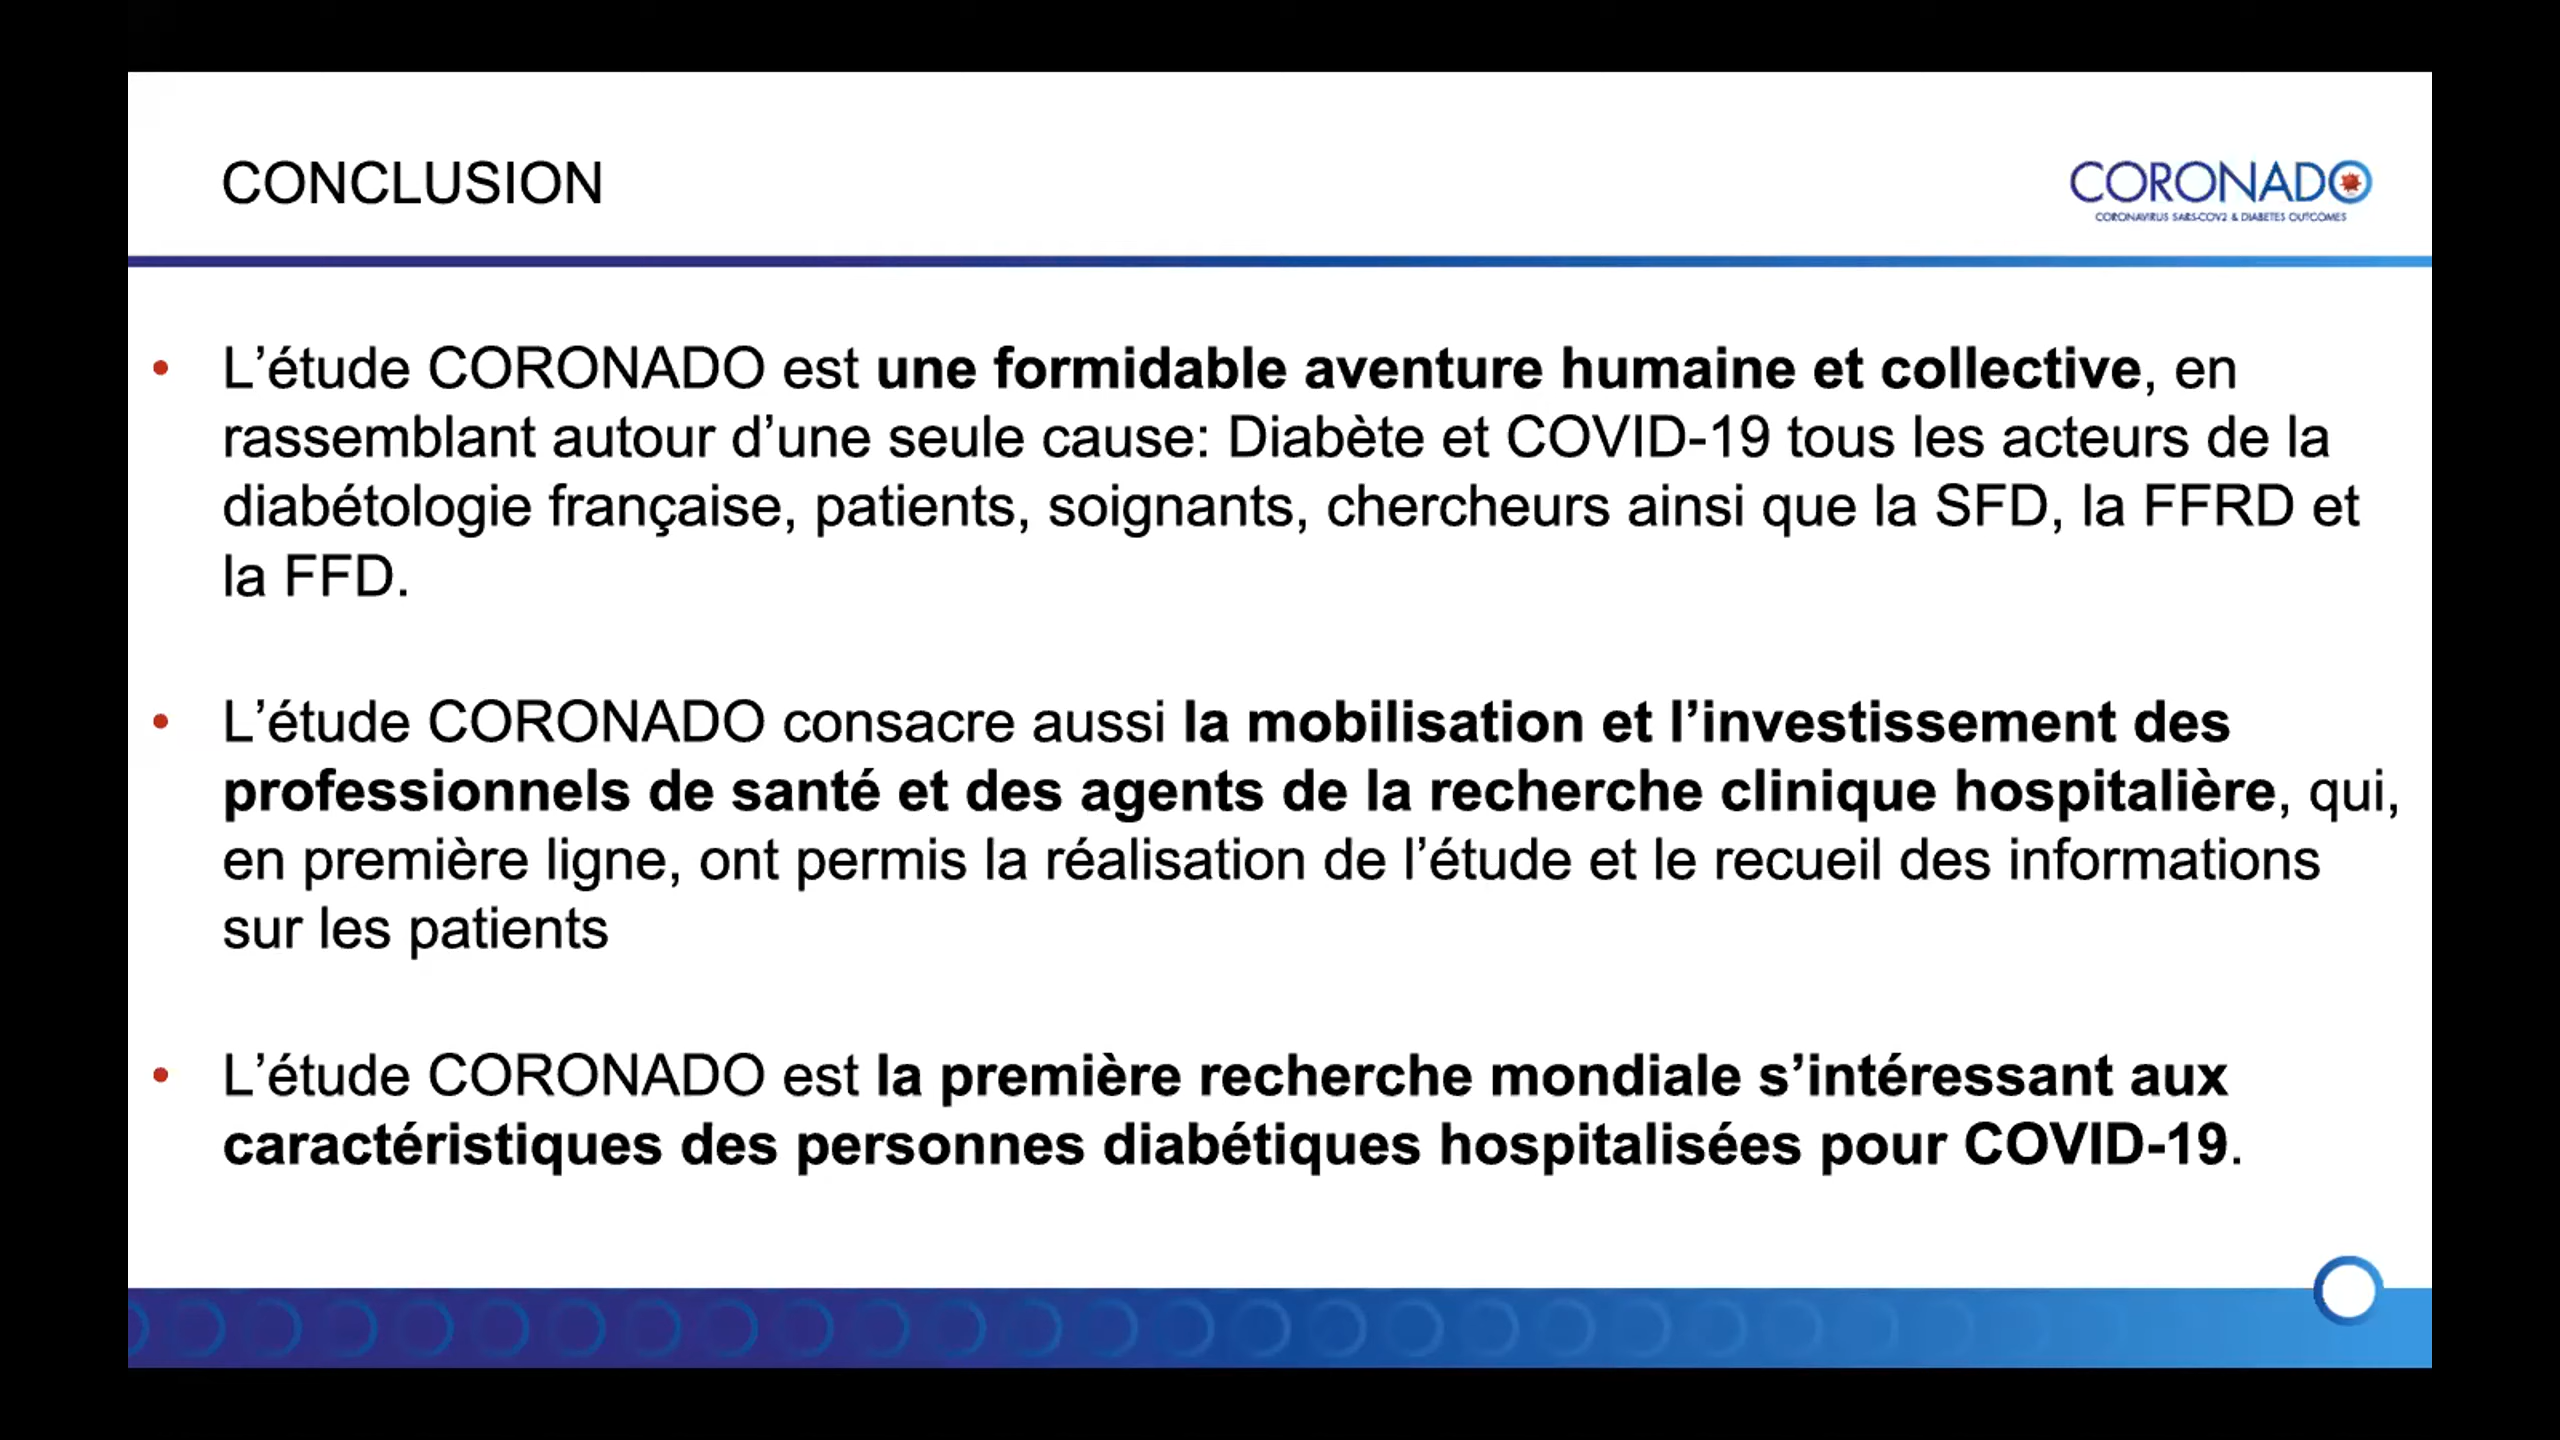 CONCLUSION
CORONADO
CORONAVIRUS SARS-COV2 & DIABETES OUTCOMES
• L’étude CORONADO est une formidable aventure humaine et collective, en
rassemblant autour d’une seule cause: Diabète et COVID-19 tous les acteurs de la
diabétologie française, patients, soignants, chercheurs ainsi que la SFD, la FFRD et
la FFD.
• L’étude CORONADO consacre aussi la mobilisation et l’investissement des
professionnels de santé et des agents de la recherche clinique hospitalière, qui,
en première ligne, ont permis la réalisation de l’étude et le recueil des informations
sur les patients
• L’étude CORONADO est la première recherche mondiale s’intéressant aux
caractéristiques des personnes diabétiques hospitalisées pour COVID-19.